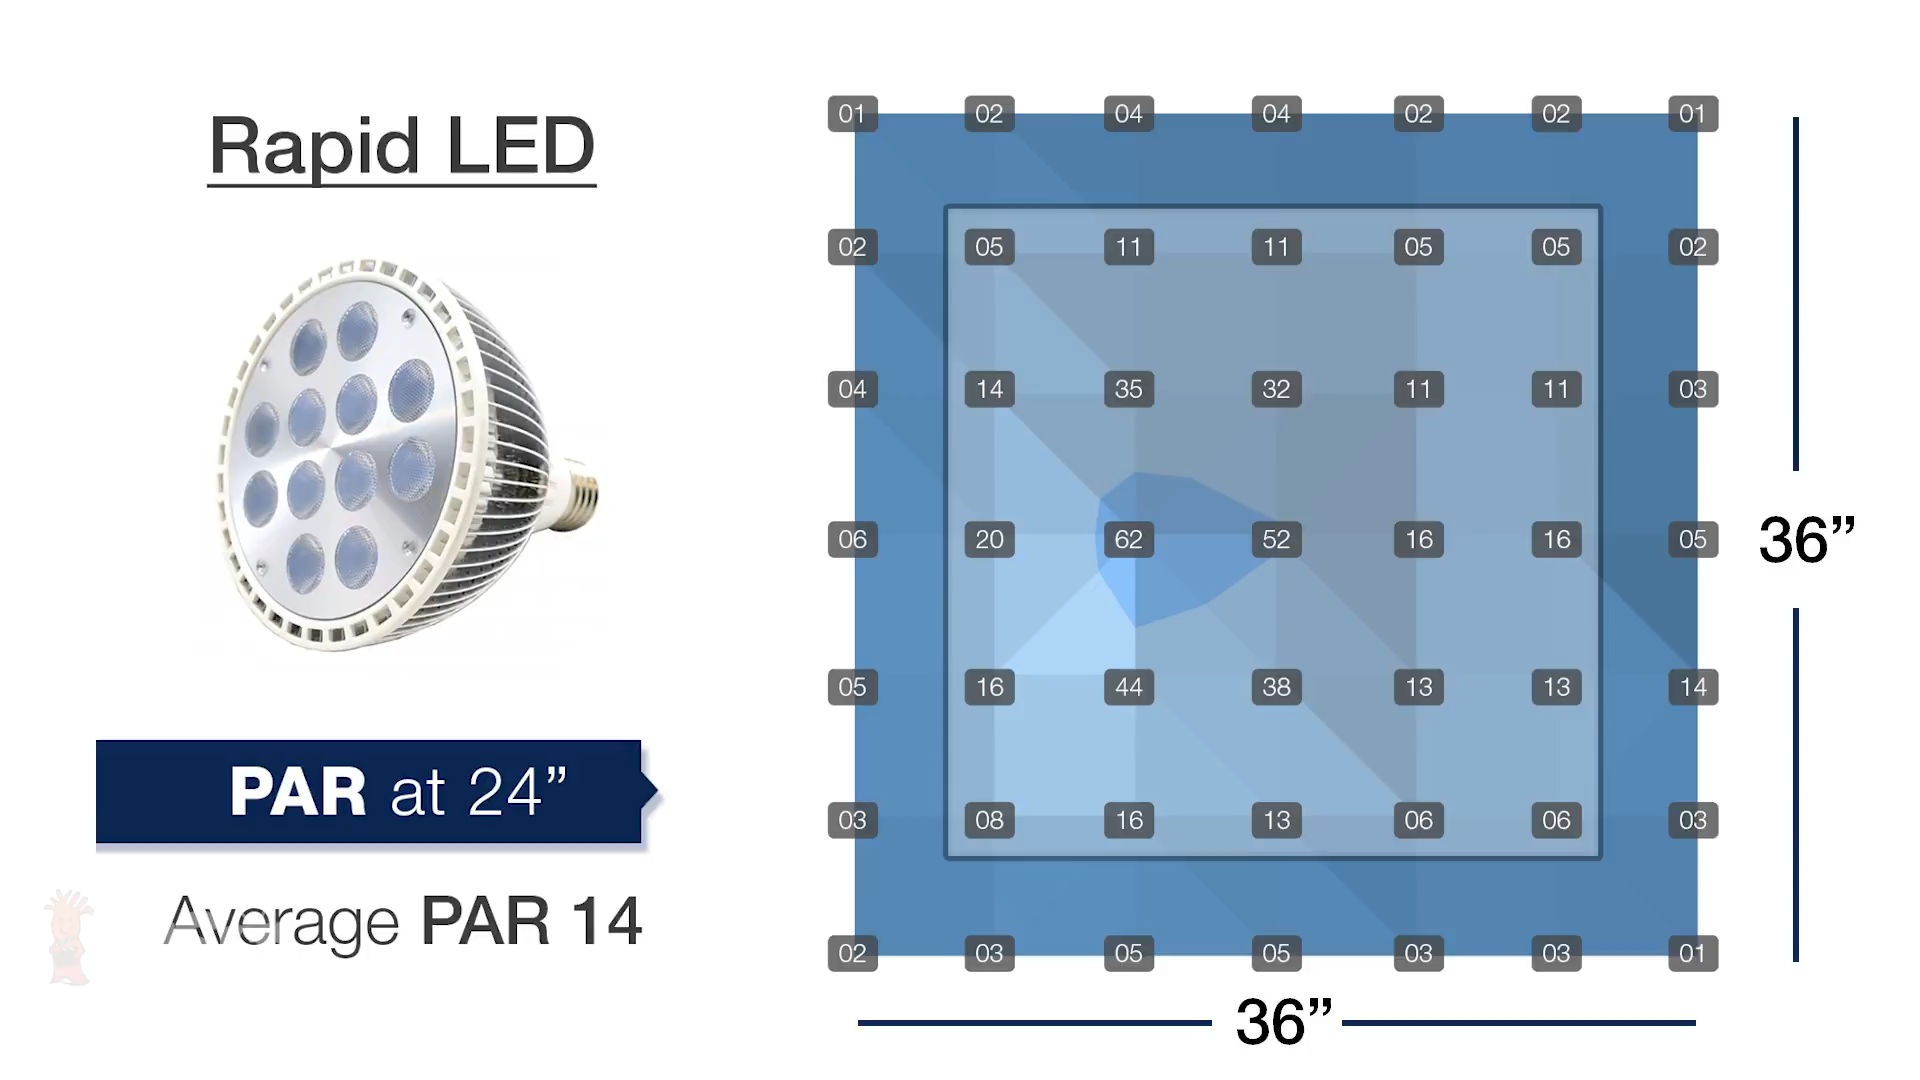 Rapid LED
PAR at 24”
Average PAR 14
01 02 04 04 02 02 01
02 05 11 11 05 05 02
04 14 35 32 11 11 03
06 20 62 52 16 16 05
05 16 44 38 13 13 14
03 08 16 13 06 06 03
02 03 05 05 03 03 01
36”
36”